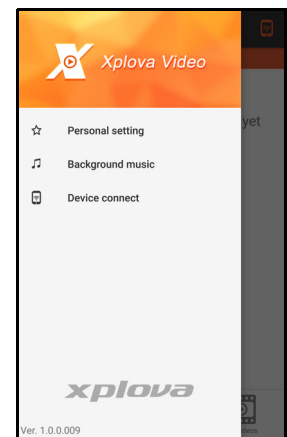 Xplova Video
yet
Personal setting
Background music
Device connect
xplova
Ver. 1.0.0.009